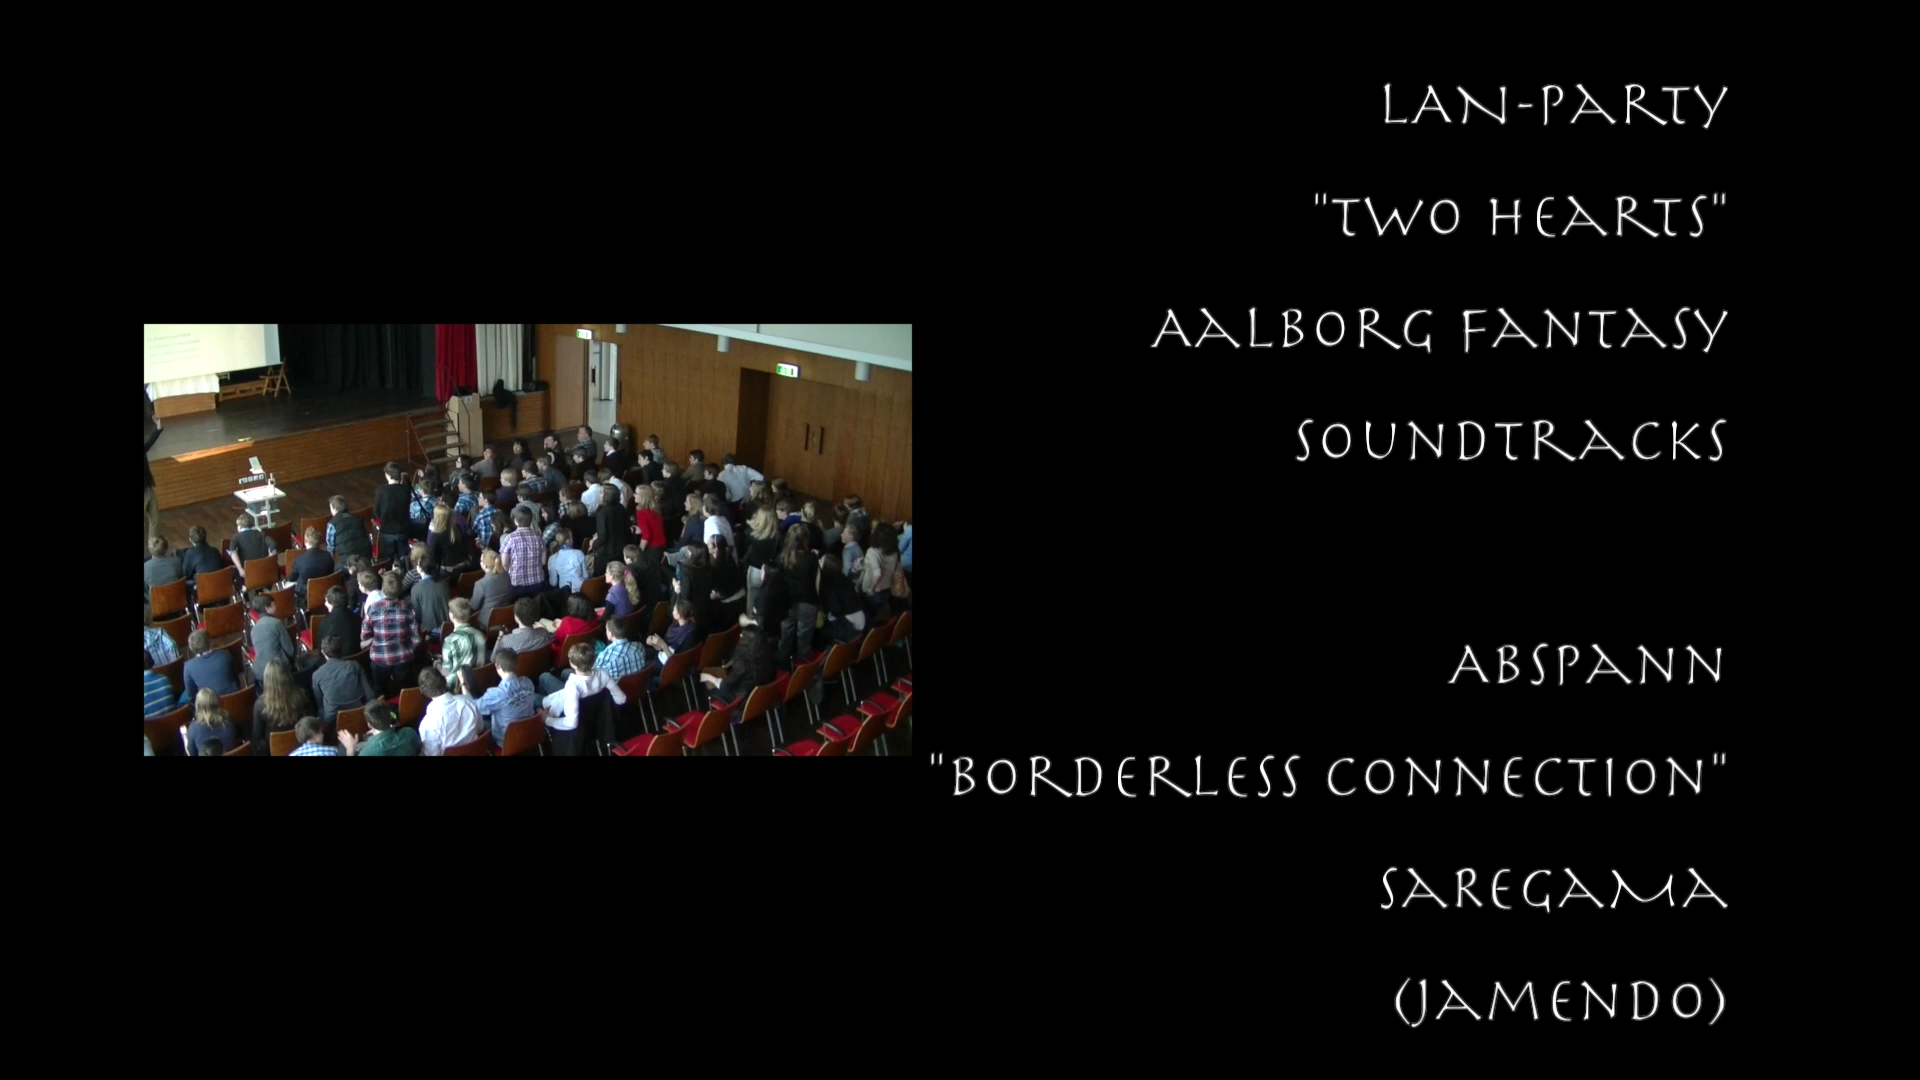 LAN-PARTY
"TWO HEARTS"
AALBORG FANTASY
SOUNDTRACKS
ABSPANN
"BORDERLESS CONNECTION"
SAREGAMA
(JAMENDO)